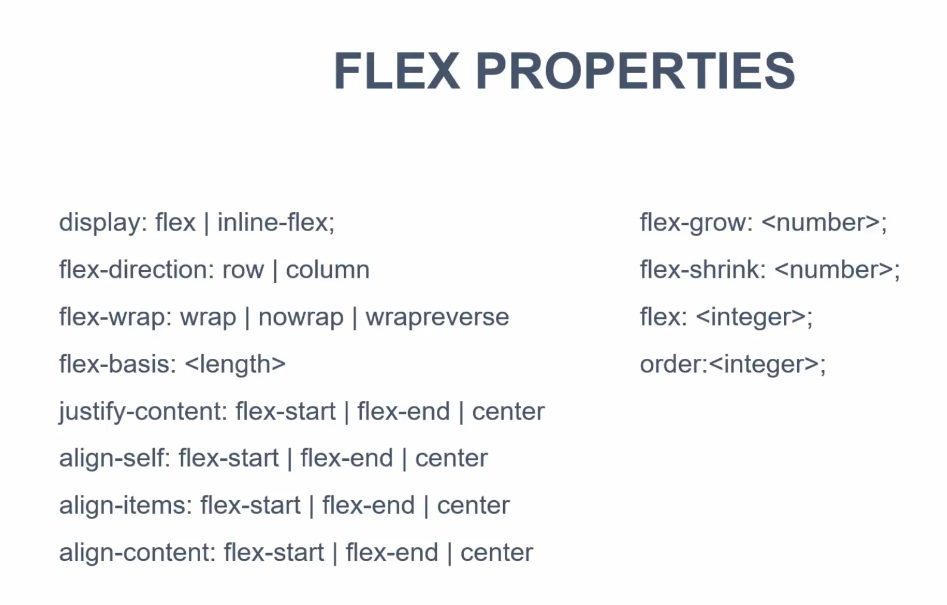 FLEX PROPERTIES
display: flex | inline-flex;
flex-direction: row | column
flex-wrap: wrap | nowrap | wrapreverse
flex-basis: <length>
justify-content: flex-start | flex-end | center
align-self: flex-start | flex-end | center
align-items: flex-start | flex-end | center
align-content: flex-start | flex-end | center
flex-grow: <number>;
flex-shrink: <number>;
flex: <integer>;
order:<integer>;